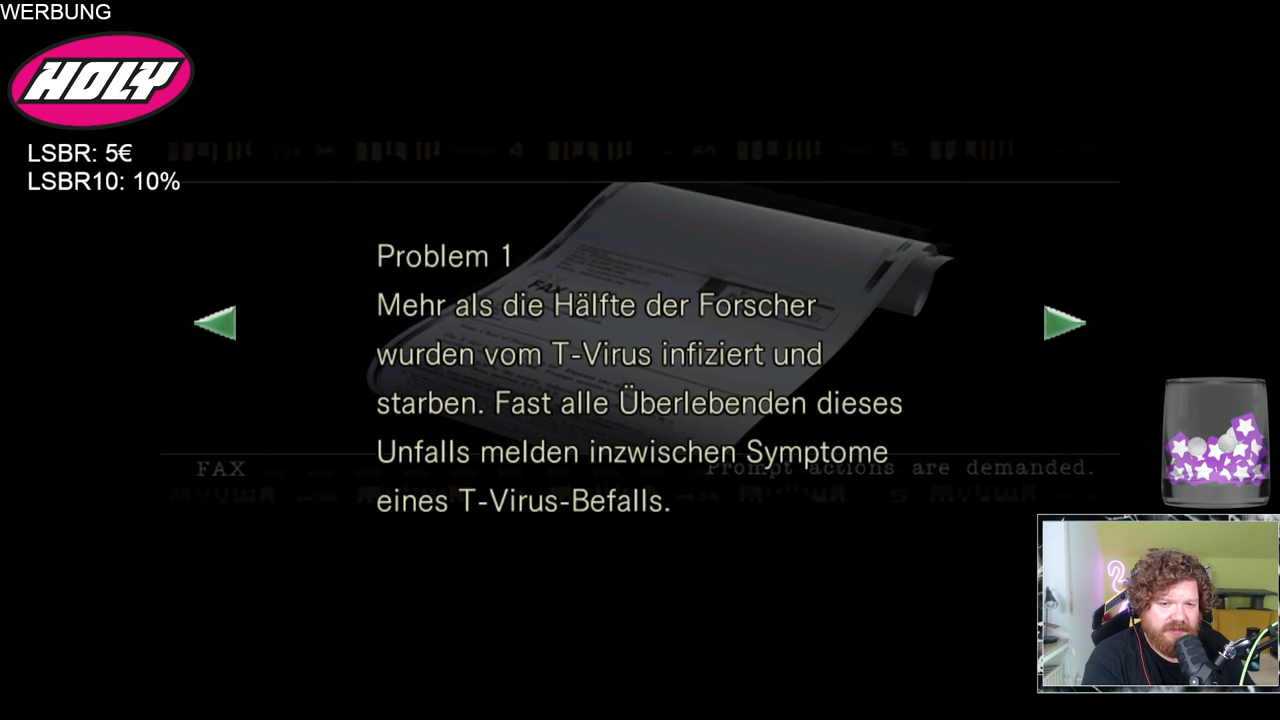 WERBUNG
HOLY
LSBR: 5€
LSBR10: 10%
Problem 1
Mehr als die Hälfte der Forscher
wurden vom T-Virus infiziert und
starben. Fast alle Überlebenden dieses
Unfalls melden inzwischen Symptome
eines T-Virus-Befalls.
FAX
FAX
Prompt actions are demanded.